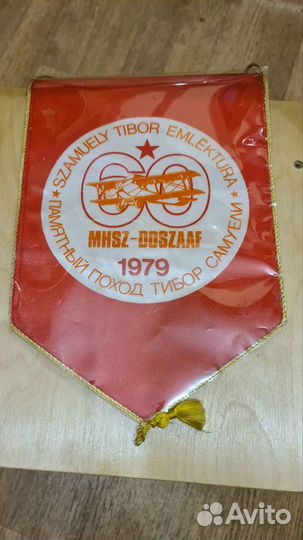 ★ SZAMUELY TIBOR EMLÉKTÚRA ★
60
MHSZ-DOSZAAF
1979
ПАМЯТНЫЙ ПОХОД ТИБОР САМУЕЛИ
Avito